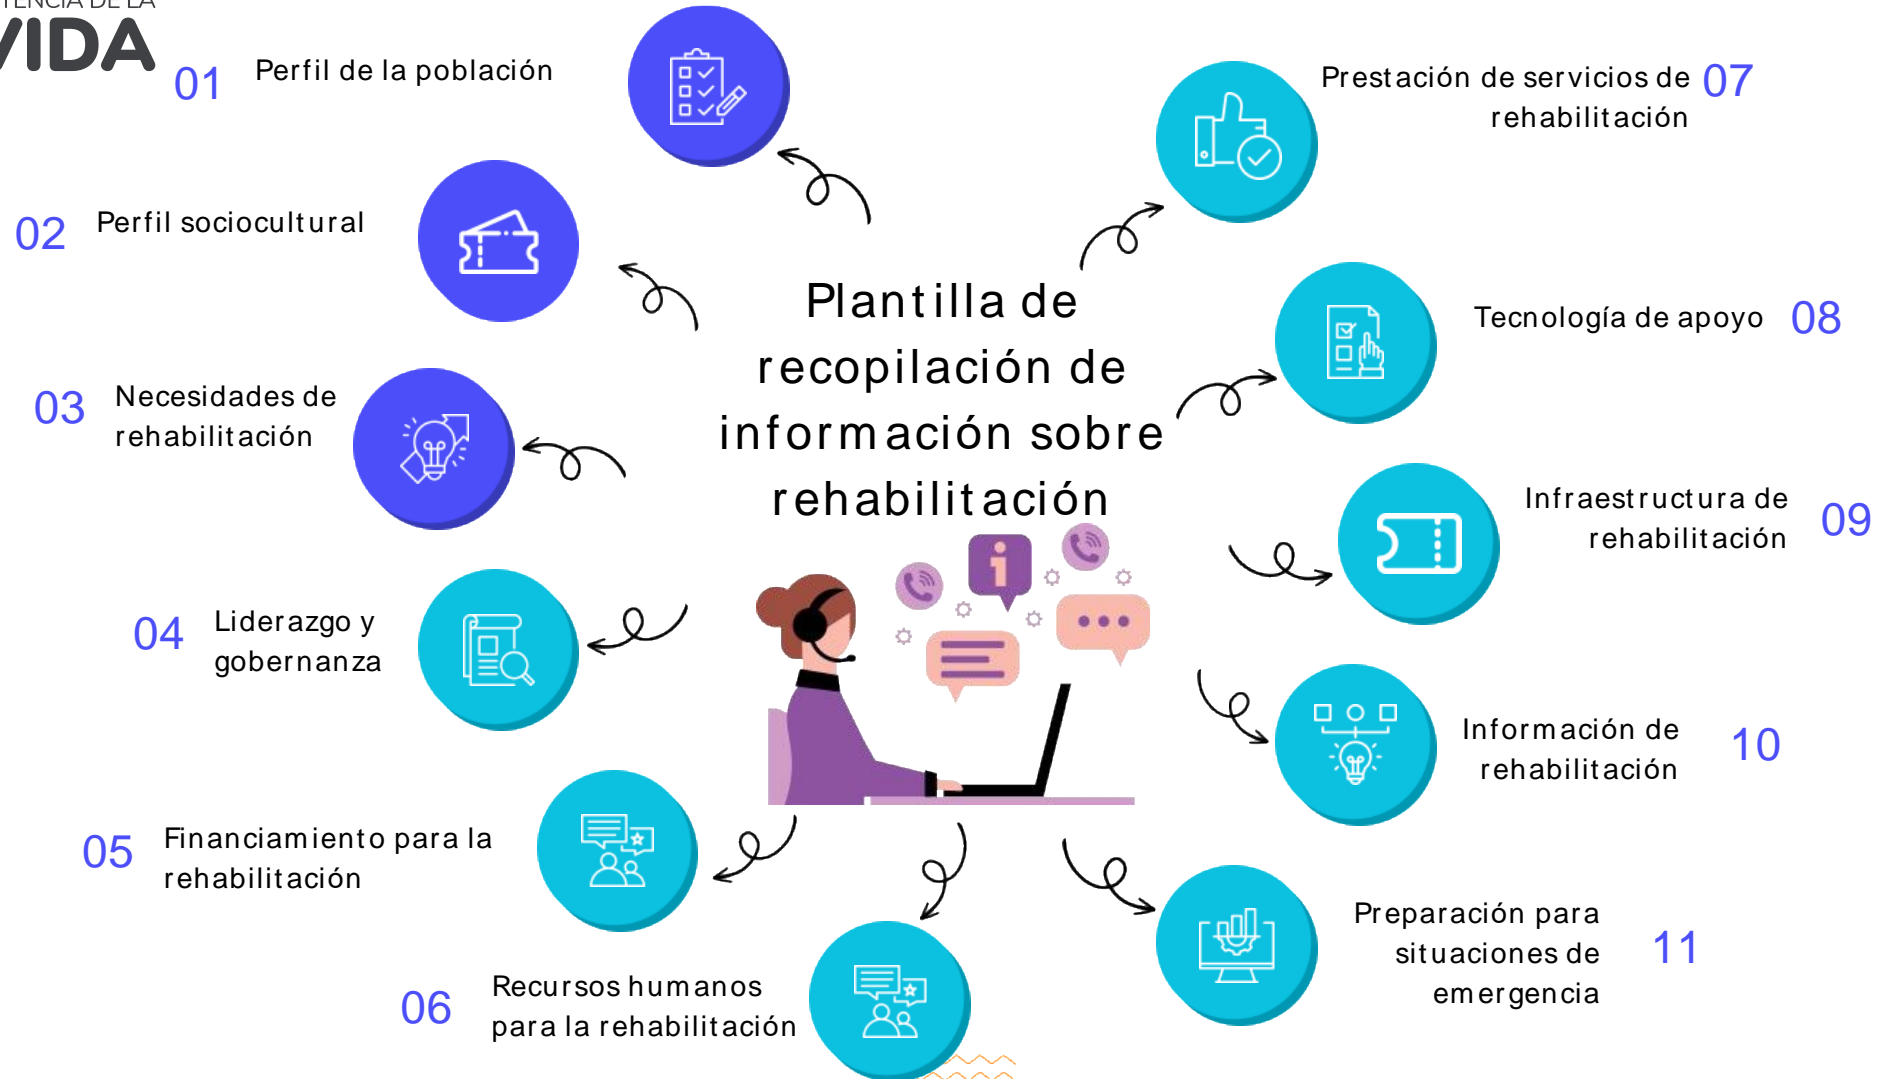 VIDA
01
Perfil de la población
02
Perfil sociocultural
03
Necesidades de
rehabilitación
04
Liderazgo y
gobernanza
05
Financiamiento para la
rehabilitación
06
Recursos humanos
para la rehabilitación
Plantilla de
recopilación de
información sobre
rehabilitación
Prestación de servicios de
rehabilitación
07
Tecnología de apoyo
08
Infraestructura de
rehabilitación
09
Información de
rehabilitación
10
Preparación para
situaciones de
emergencia
11